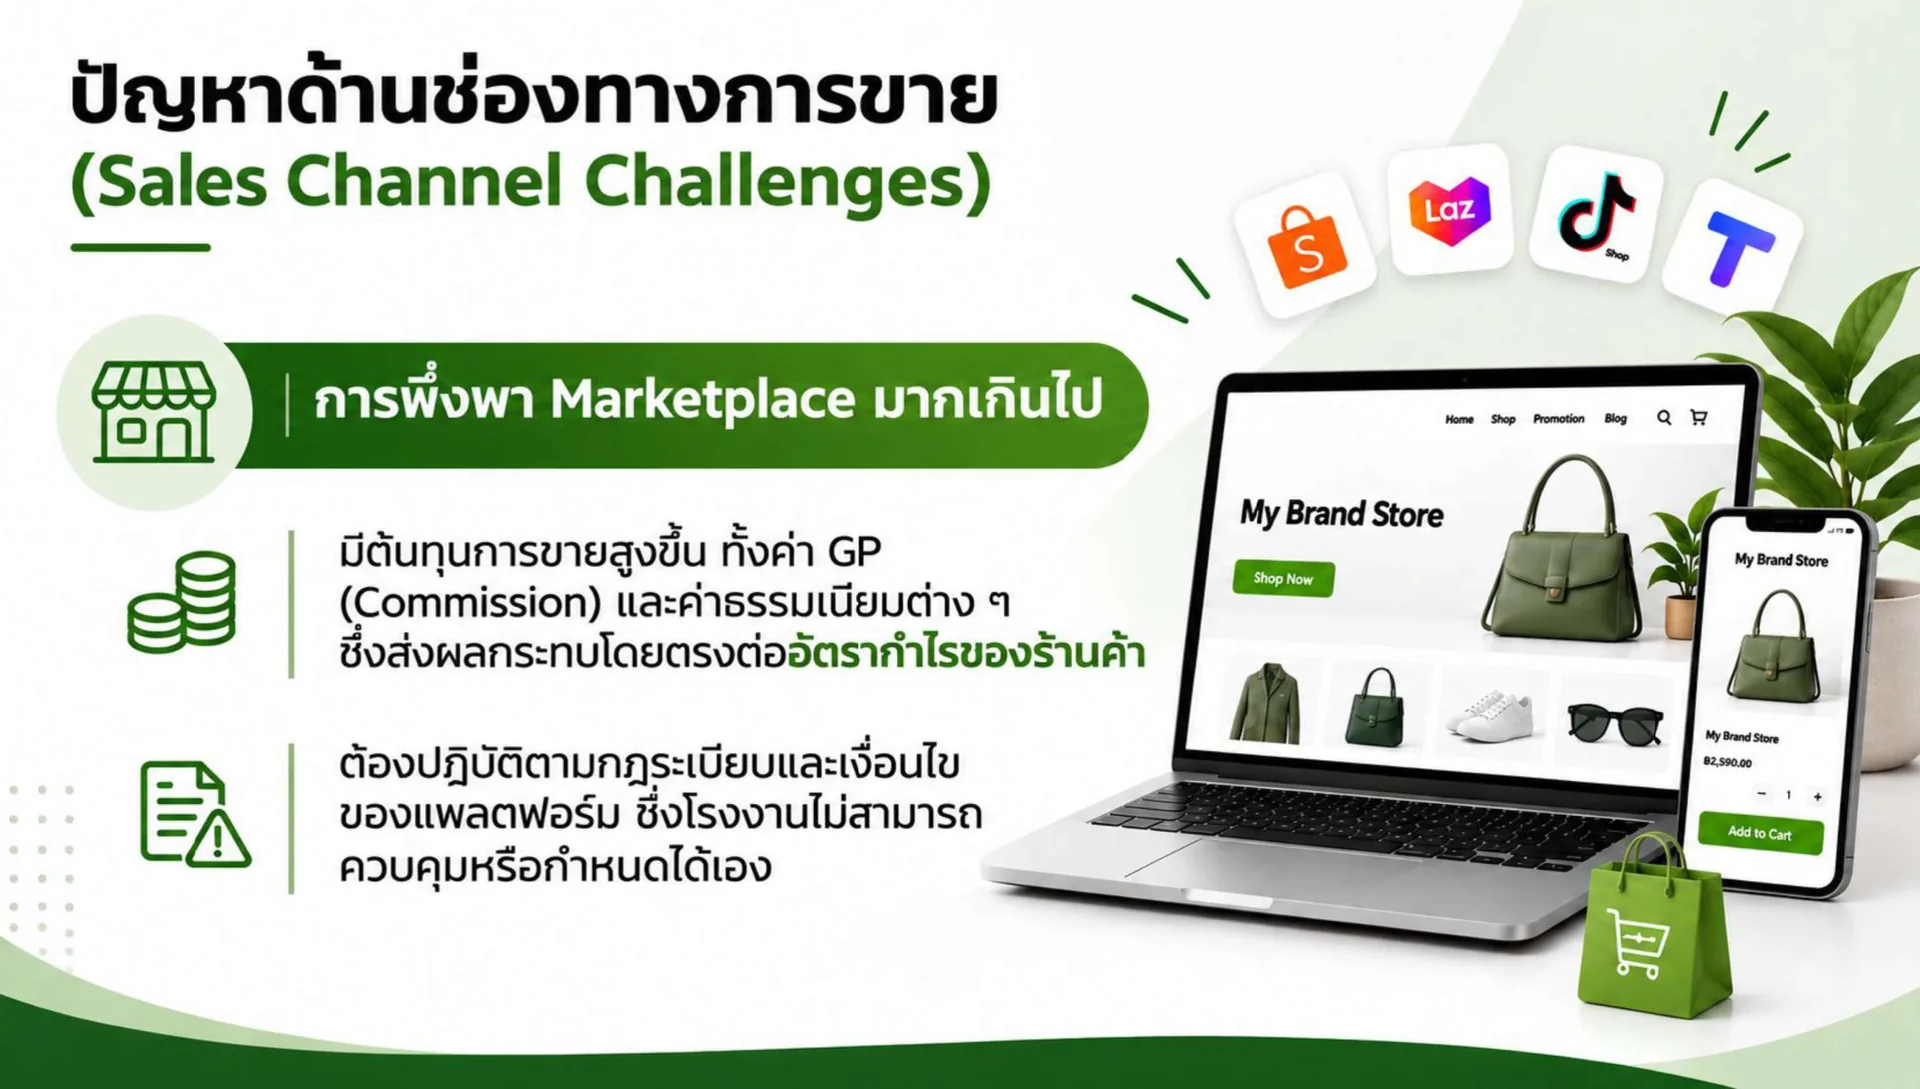 ปัญหาด้านช่องทางการขาย
(Sales Channel Challenges)
การพึ่งพา Marketplace มากเกินไป
มีต้นทุนการขายสูงขึ้น ทั้งค่า GP
(Commission) และค่าธรรมเนียมต่าง ๆ
ซึ่งส่งผลกระทบโดยตรงต่ออัตรากำไรของร้านค้า
ต้องปฏิบัติตามกฎระเบียบและเงื่อนไข
ของแพลตฟอร์ม ซึ่งโรงงานไม่สามารถ
ควบคุมหรือกำหนดได้เอง
S
Laz
Shop
T
Home Shop Promotion Blog
My Brand Store
Shop Now
My Brand Store
My Brand Store
฿2,590.00
− 1 +
Add to Cart